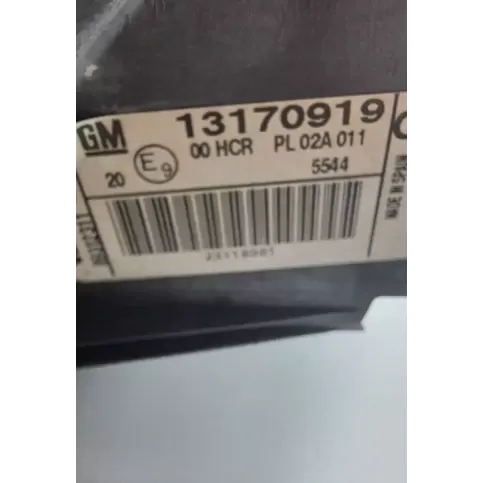 GM 13170919
00 HCR PL 02A 011
20 E9 5544
MADE IN SPAIN